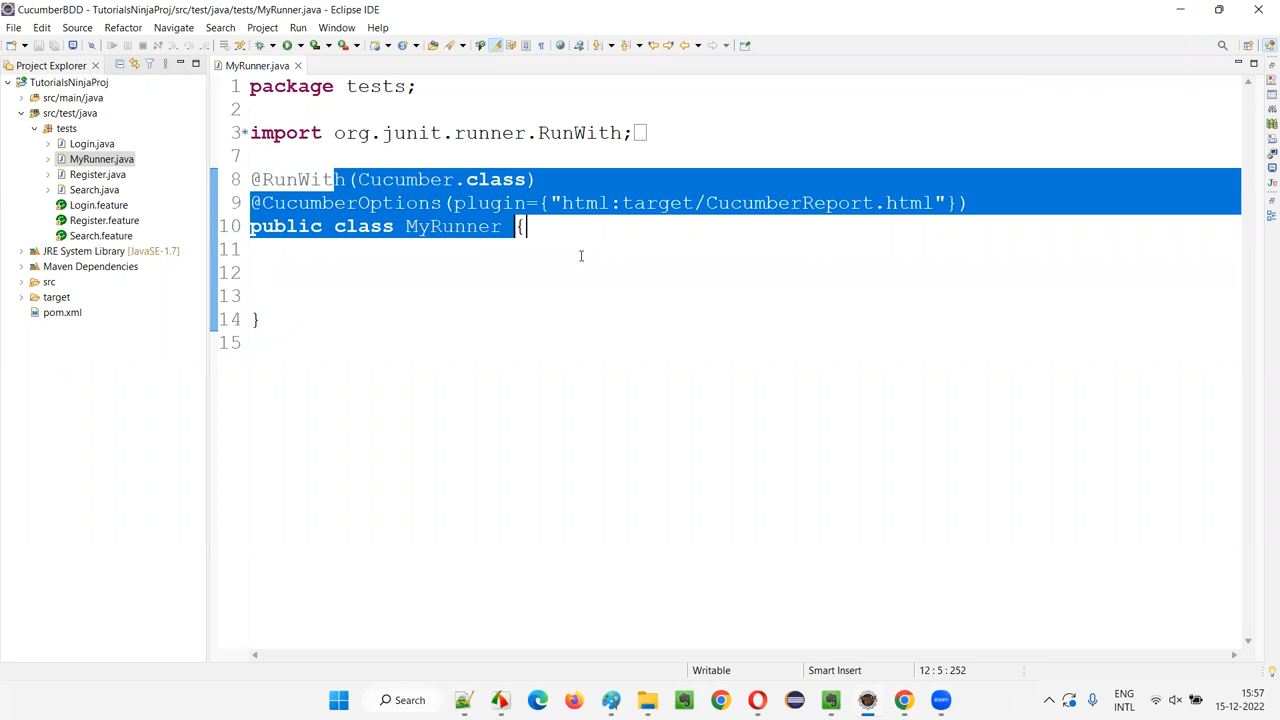 CucumberBDD - TutorialsNinjaProj/src/test/java/tests/MyRunner.java - Eclipse IDE
File Edit Source Refactor Navigate Search Project Run Window Help
Project Explorer
MyRunner.java
TutorialsNinjaProj
src/main/java
src/test/java
tests
Login.java
MyRunner.java
Register.java
Search.java
Login.feature
Register.feature
Search.feature
JRE System Library [JavaSE-1.7]
Maven Dependencies
src
target
pom.xml
1 package tests;
2
3 import org.junit.runner.RunWith;
7
8 @RunWith(Cucumber.class)
9 @CucumberOptions(plugin={"html:target/CucumberReport.html"})
10 public class MyRunner {
11
12
13
14 }
15
Writable Smart Insert 12 : 5 : 252
Search
zoom
ENG
INTL
15:57
15-12-2022